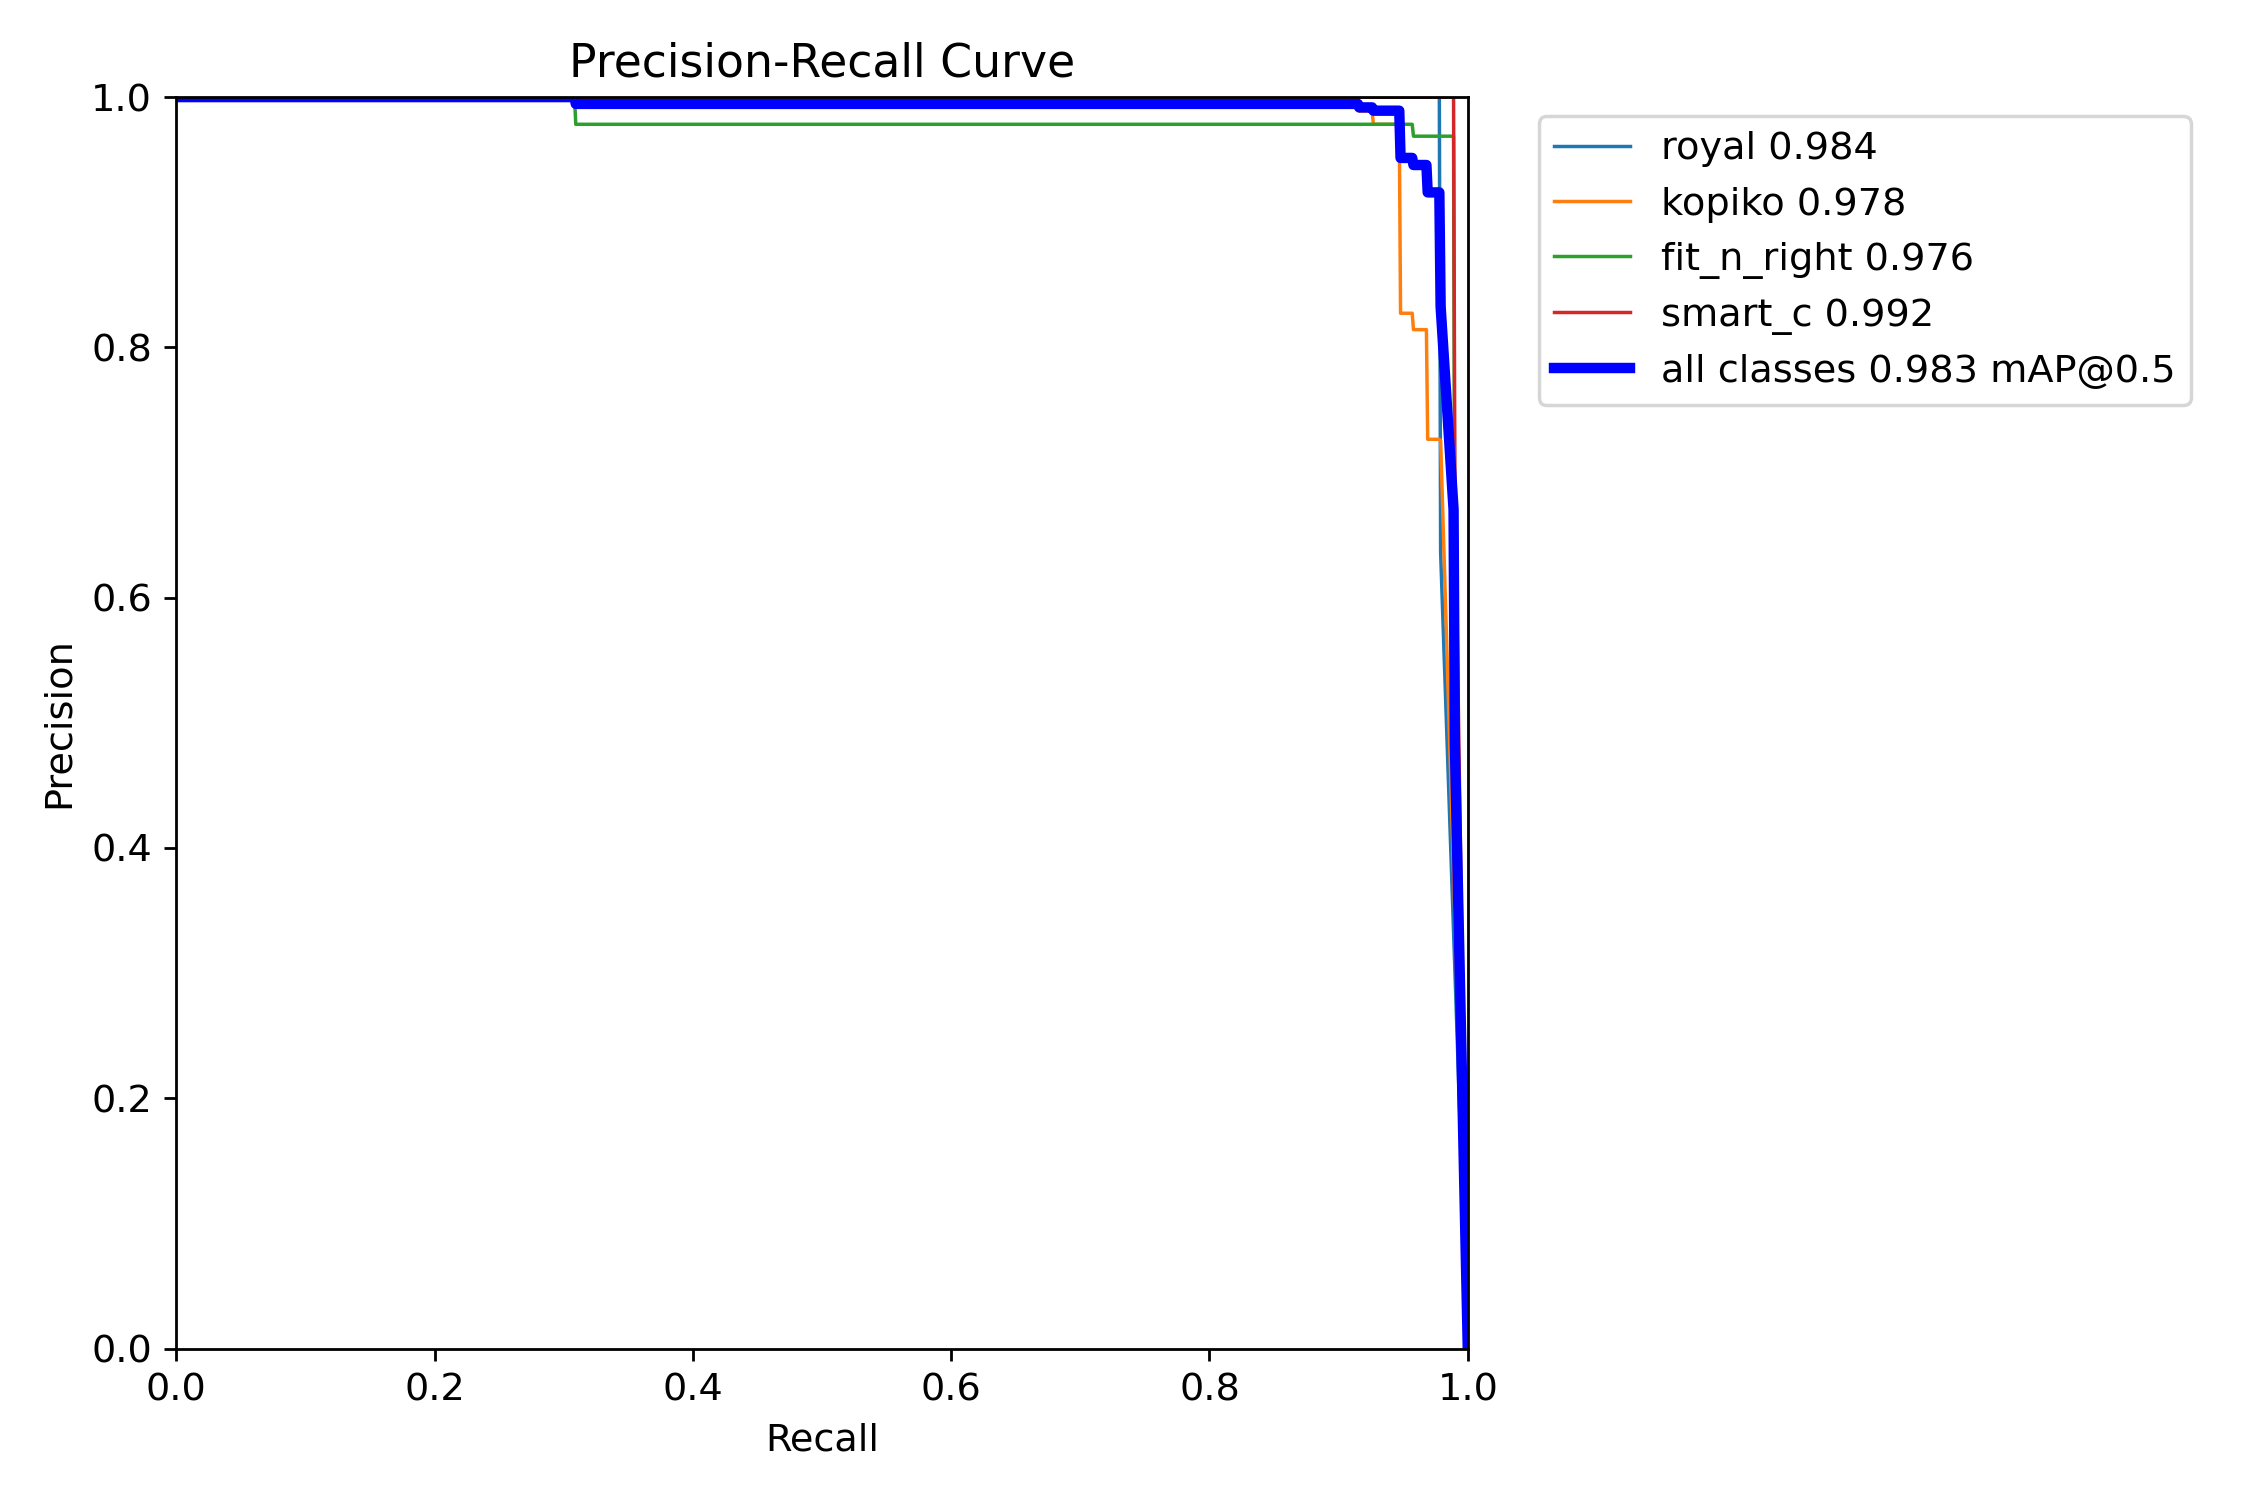 Precision-Recall Curve
1.0
0.8
0.6
0.4
0.2
0.0
Precision
0.0 0.2 0.4 0.6 0.8 1.0
Recall
royal 0.984
kopiko 0.978
fit_n_right 0.976
smart_c 0.992
all classes 0.983 mAP@0.5